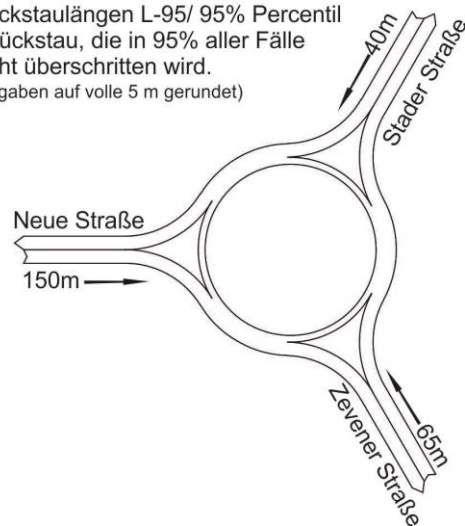 ckstaulängen L-95/ 95% Percentil
ückstau, die in 95% aller Fälle
ht überschritten wird.
gaben auf volle 5 m gerundet)
40m
Stader Straße
Neue Straße
150m
Zevener Straße
65m